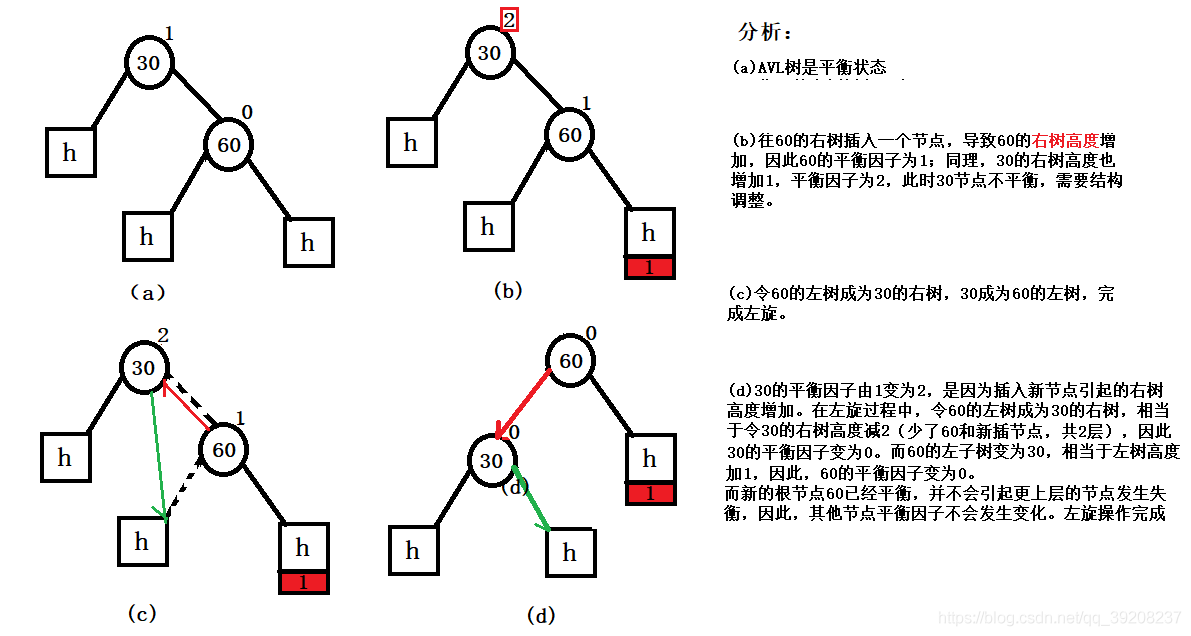 1
30
0
60
h
h
h
(a)
2
30
1
60
h
h
h
1
(b)
分析：
(a)AVL树是平衡状态
(b)往60的右树插入一个节点，导致60的右树高度增
加，因此60的平衡因子为1；同理，30的右树高度也
增加1，平衡因子为2，此时30节点不平衡，需要结构
调整。
(c)令60的左树成为30的右树，30成为60的左树，完
成左旋。
2
30
1
60
h
h
h
1
(c)
0
60
0
30
(d)
h
1
h
h
(d)
(d)30的平衡因子由1变为2，是因为插入新节点引起的右树
高度增加。在左旋过程中，令60的左树成为30的右树，相当
于令30的右树高度减2（少了60和新插节点，共2层），因此
30的平衡因子变为0。而60的左子树变为30，相当于左树高度
加1，因此，60的平衡因子变为0。
而新的根节点60已经平衡，并不会引起更上层的节点发生失
衡，因此，其他节点平衡因子不会发生变化。左旋操作完成
https://blog.csdn.net/qq_39208237